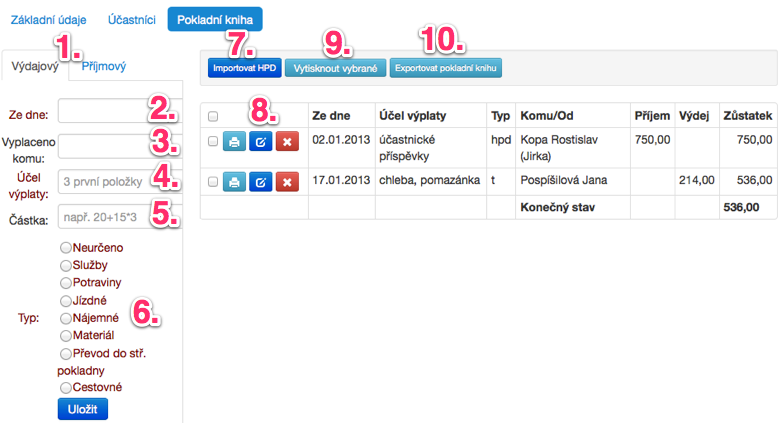 Základní údaje Účastníci Pokladní kniha
1. 7. 9. 10.
Výdajový Příjmový
Importovat HPD Vytisknout vybrané Exportovat pokladní knihu
Ze dne: 2.
Vyplaceno komu: 3.
Účel výplaty: 3 první položky 4.
Částka: např. 20+15*3 5.
Typ: 6.
Neurčeno
Služby
Potraviny
Jízdné
Nájemné
Materiál
Převod do stř. pokladny
Cestovné
Uložit
8.
Ze dne Účel výplaty Typ Komu/Od Příjem Výdej Zůstatek
02.01.2013 účastnické příspěvky hpd Kopa Rostislav (Jirka) 750,00 750,00
17.01.2013 chleba, pomazánka t Pospíšilová Jana 214,00 536,00
Konečný stav 536,00